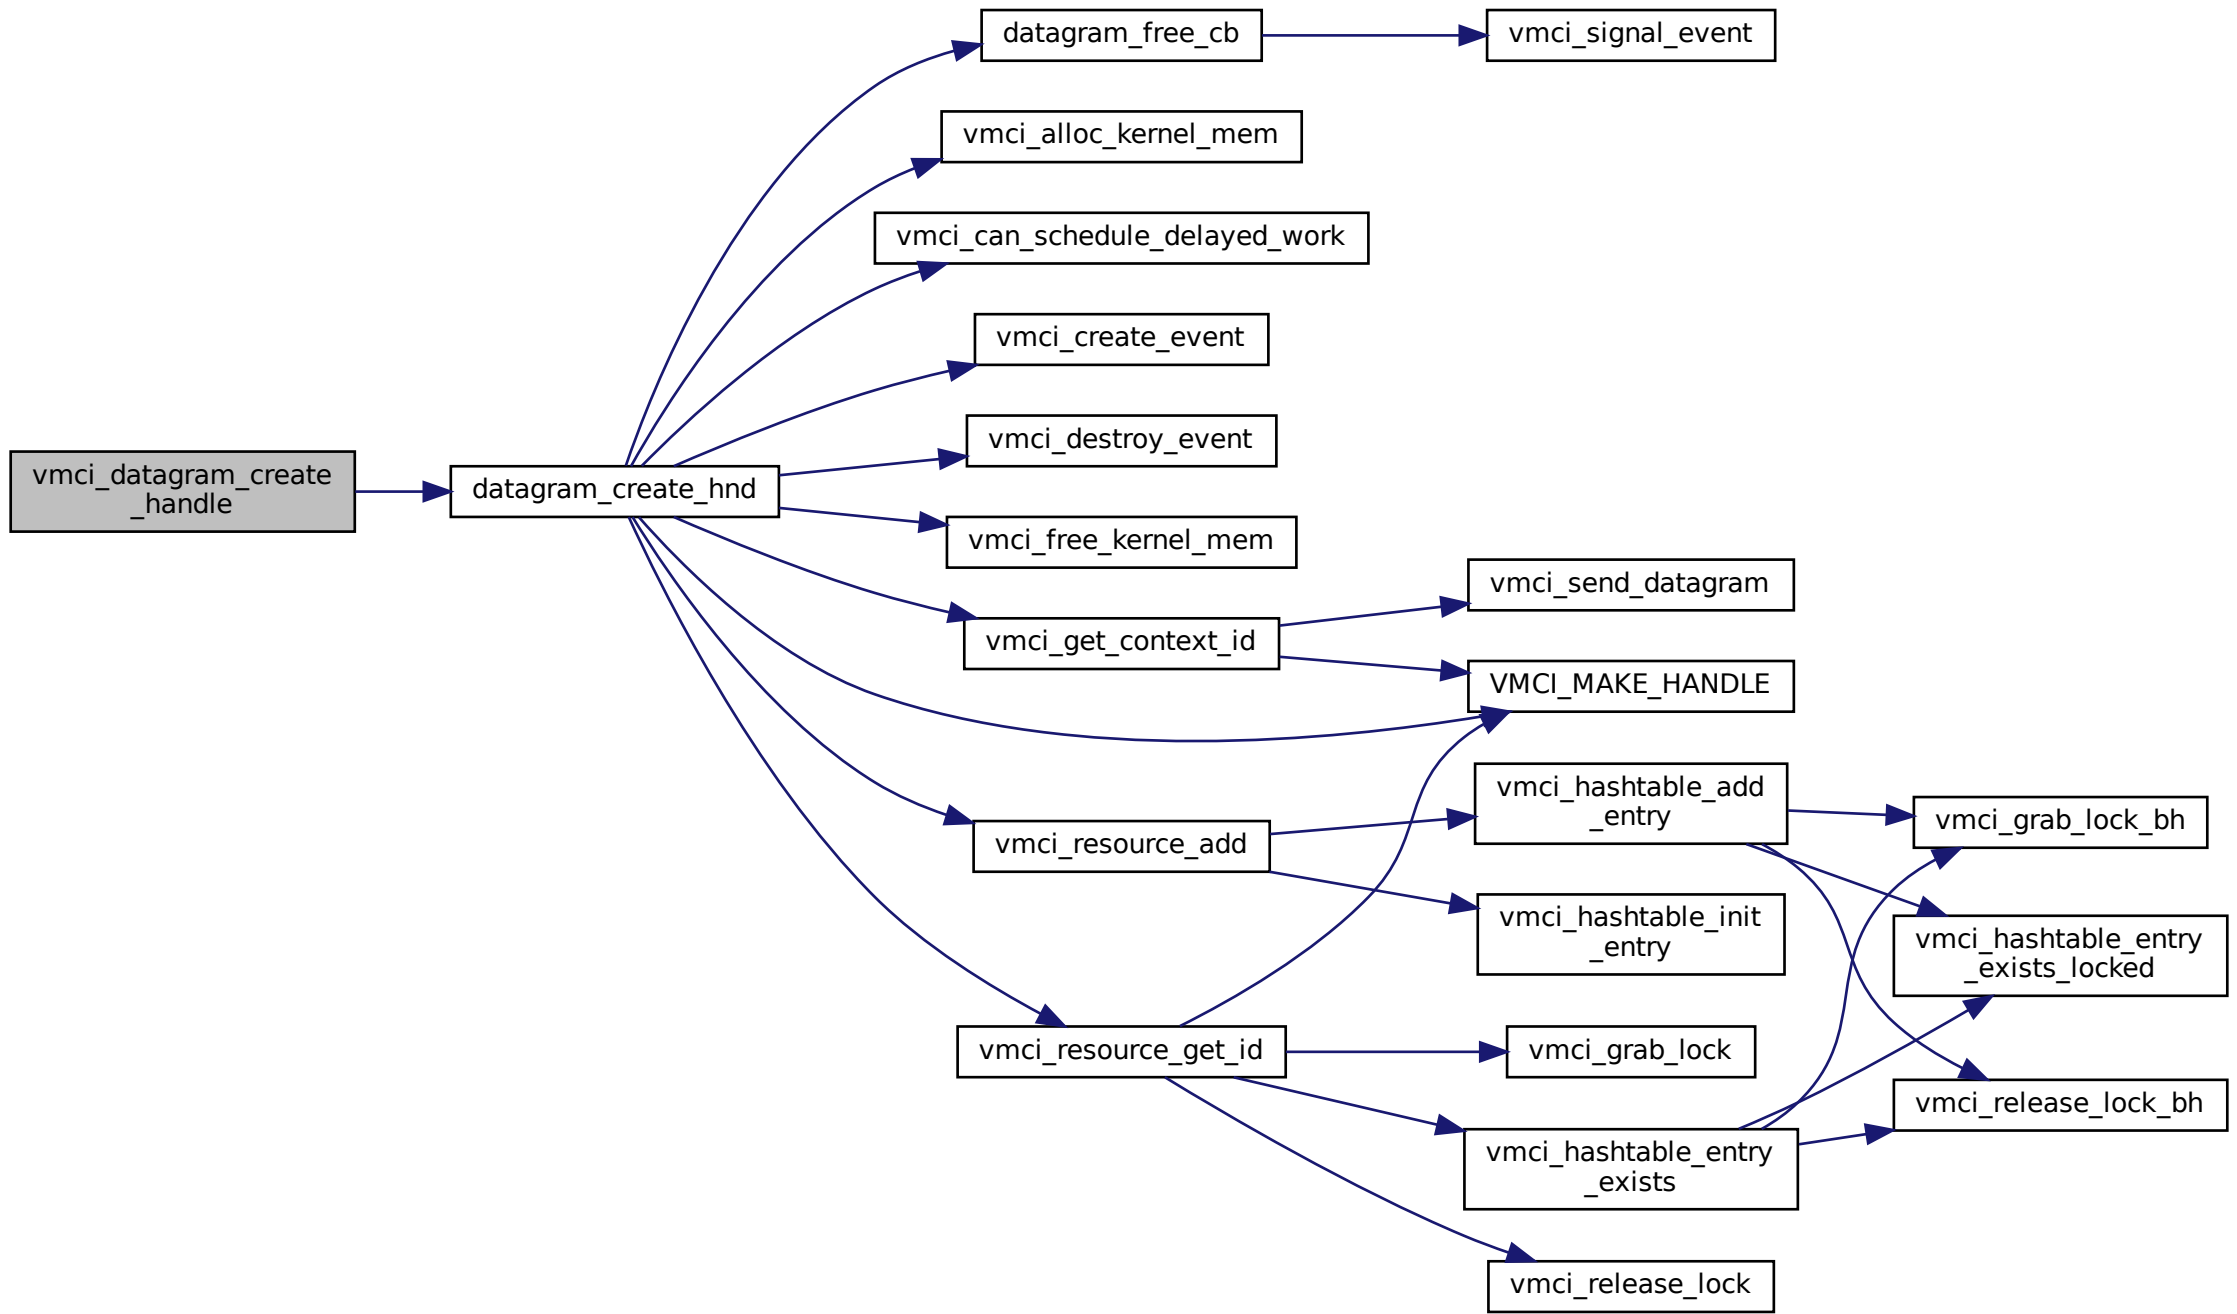 vmci_datagram_create
_handle
datagram_create_hnd
datagram_free_cb
vmci_signal_event
vmci_alloc_kernel_mem
vmci_can_schedule_delayed_work
vmci_create_event
vmci_destroy_event
vmci_free_kernel_mem
vmci_get_context_id
vmci_send_datagram
VMCI_MAKE_HANDLE
vmci_resource_add
vmci_hashtable_add
_entry
vmci_hashtable_init
_entry
vmci_grab_lock_bh
vmci_hashtable_entry
_exists_locked
vmci_release_lock_bh
vmci_resource_get_id
vmci_grab_lock
vmci_hashtable_entry
_exists
vmci_release_lock